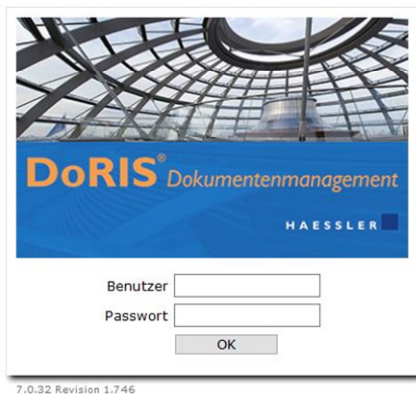 DoRIS® Dokumentenmanagement
HAESSLER
Benutzer
Passwort
OK
7.0.32 Revision 1.746